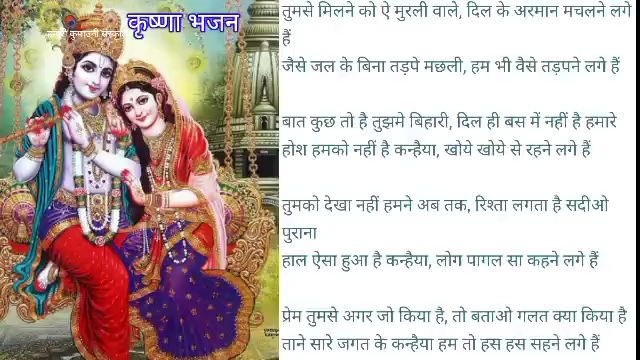 कृष्णा भजन
कुमाउनी
तुमसे मिलने को ऐ मुरली वाले, दिल के अरमान मचलने लगे
हैं
जैसे जल के बिना तड़पे मछली, हम भी वैसे तड़पने लगे हैं
बात कुछ तो है तुझमे बिहारी, दिल ही बस में नहीं है हमारे
होश हमको नहीं है कन्हैया, खोये खोये से रहने लगे हैं
तुमको देखा नहीं हमने अब तक, रिश्ता लगता है सदीओ
पुराना
हाल ऐसा हुआ है कन्हैया, लोग पागल सा कहने लगे हैं
प्रेम तुमसे अगर जो किया है, तो बताओ गलत क्या किया है
ताने सारे जगत के कन्हैया हम तो हस हस सहने लगे हैं